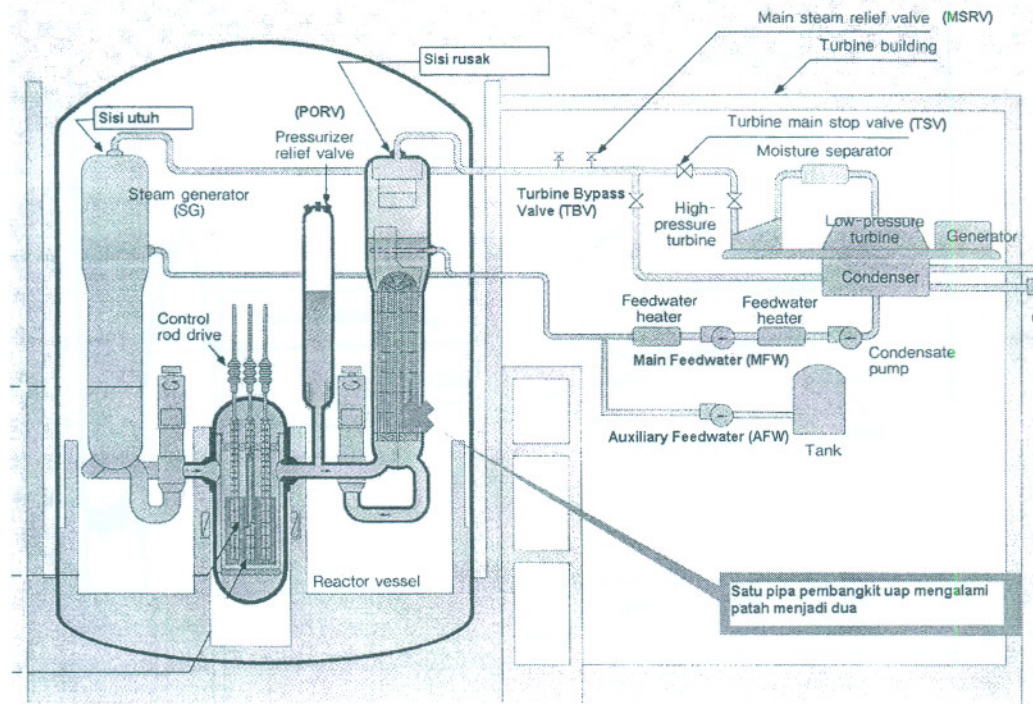 Main steam relief valve (MSRV)
Turbine building
Sisi rusak
Sisi utuh
(PORV)
Pressurizer
relief valve
Turbine main stop valve (TSV)
Moisture separator
Steam generator
(SG)
Turbine Bypass
Valve (TBV)
High-
pressure
turbine
Low-pressure
turbine
Generator
Condenser
Control
rod drive
Feedwater
heater
Feedwater
heater
Main Feedwater (MFW)
Condensate
pump
Auxiliary Feedwater (AFW)
Tank
Reactor vessel
Satu pipa pembangkit uap mengalami
patah menjadi dua